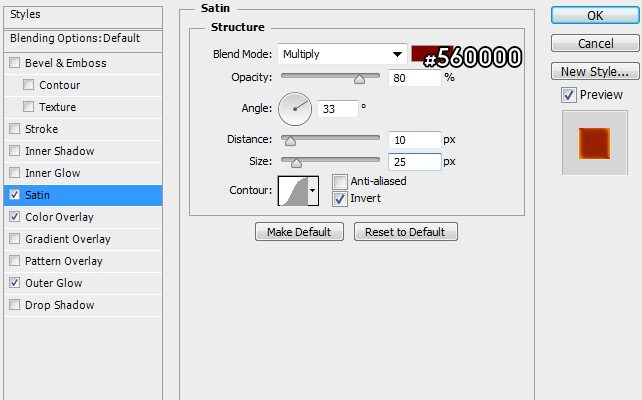 Styles
Blending Options:Default
Bevel & Emboss
Contour
Texture
Stroke
Inner Shadow
Inner Glow
Satin
Color Overlay
Gradient Overlay
Pattern Overlay
Outer Glow
Drop Shadow
Satin
Structure
Blend Mode: Multiply #560000
Opacity: 80 %
Angle: 33 °
Distance: 10 px
Size: 25 px
Contour: Anti-aliased
Invert
Make Default Reset to Default
OK
Cancel
New Style...
Preview